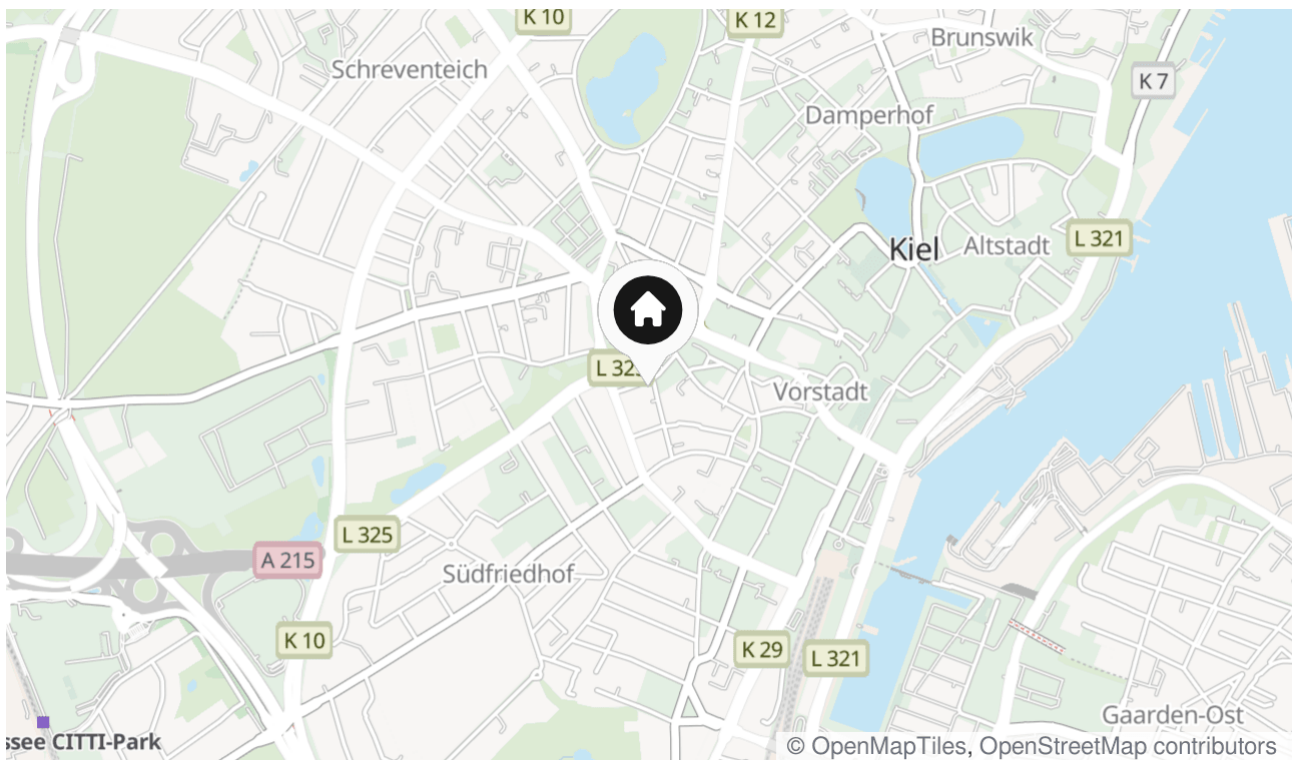 K 10
K 12
Brunswik
Schreventeich
K 7
Damperhof
Kiel
Altstadt
L 321
L 32
Vorstadt
L 325
A 215
Südfriedhof
K 10
K 29
L 321
Gaarden-Ost
ssee CITTI-Park
© OpenMapTiles, OpenStreetMap contributors